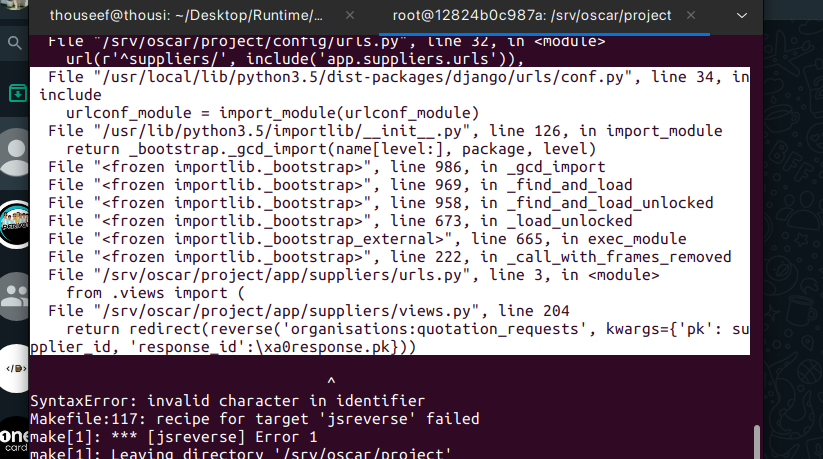 thouseef@thousi: ~/Desktop/Runtime/... × root@12824b0c987a: /srv/oscar/project ×
File "/srv/oscar/project/config/urls.py", line 32, in <module>
url(r'^suppliers/', include('app.suppliers.urls')),
File "/usr/local/lib/python3.5/dist-packages/django/urls/conf.py", line 34, in
include
urlconf_module = import_module(urlconf_module)
File "/usr/lib/python3.5/importlib/__init__.py", line 126, in import_module
return _bootstrap._gcd_import(name[level:], package, level)
File "<frozen importlib._bootstrap>", line 986, in _gcd_import
File "<frozen importlib._bootstrap>", line 969, in _find_and_load
File "<frozen importlib._bootstrap>", line 958, in _find_and_load_unlocked
File "<frozen importlib._bootstrap>", line 673, in _load_unlocked
File "<frozen importlib._bootstrap_external>", line 665, in exec_module
File "<frozen importlib._bootstrap>", line 222, in _call_with_frames_removed
File "/srv/oscar/project/app/suppliers/urls.py", line 3, in <module>
from .views import (
File "/srv/oscar/project/app/suppliers/views.py", line 204
return redirect(reverse('organisations:quotation_requests', kwargs={'pk': su
pplier_id, 'response_id':\xa0response.pk}))
^
SyntaxError: invalid character in identifier
Makefile:117: recipe for target 'jsreverse' failed
make[1]: *** [jsreverse] Error 1
make[1]: Leaving directory '/srv/oscar/project'
one
card